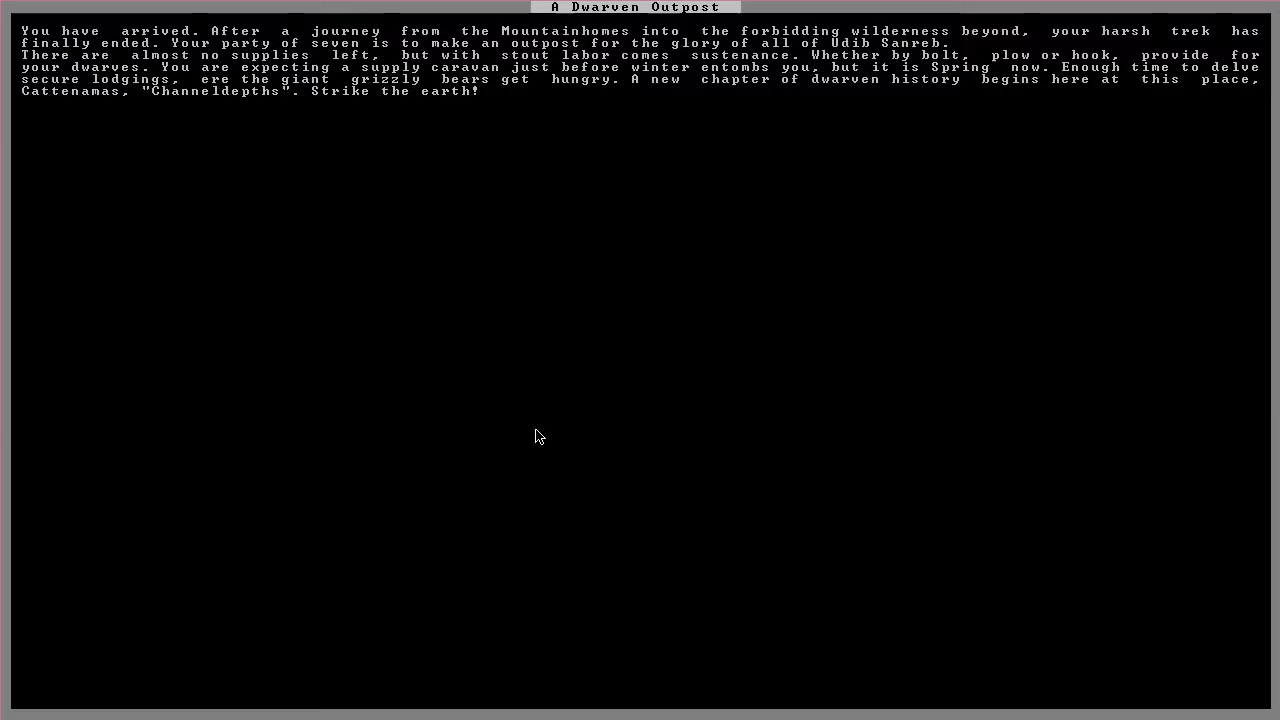 A Dwarven Outpost
You have arrived. After a journey from the Mountainhomes into the forbidding wilderness beyond, your harsh trek has
finally ended. Your party of seven is to make an outpost for the glory of all of Udib Sanreb.
There are almost no supplies left, but with stout labor comes sustenance. Whether by bolt, plow or hook, provide for
your dwarves. You are expecting a supply caravan just before winter entombs you, but it is Spring now. Enough time to delve
secure lodgings, ere the giant grizzly bears get hungry. A new chapter of dwarven history begins here at this place,
Cattenamas, "Channeldepths". Strike the earth!